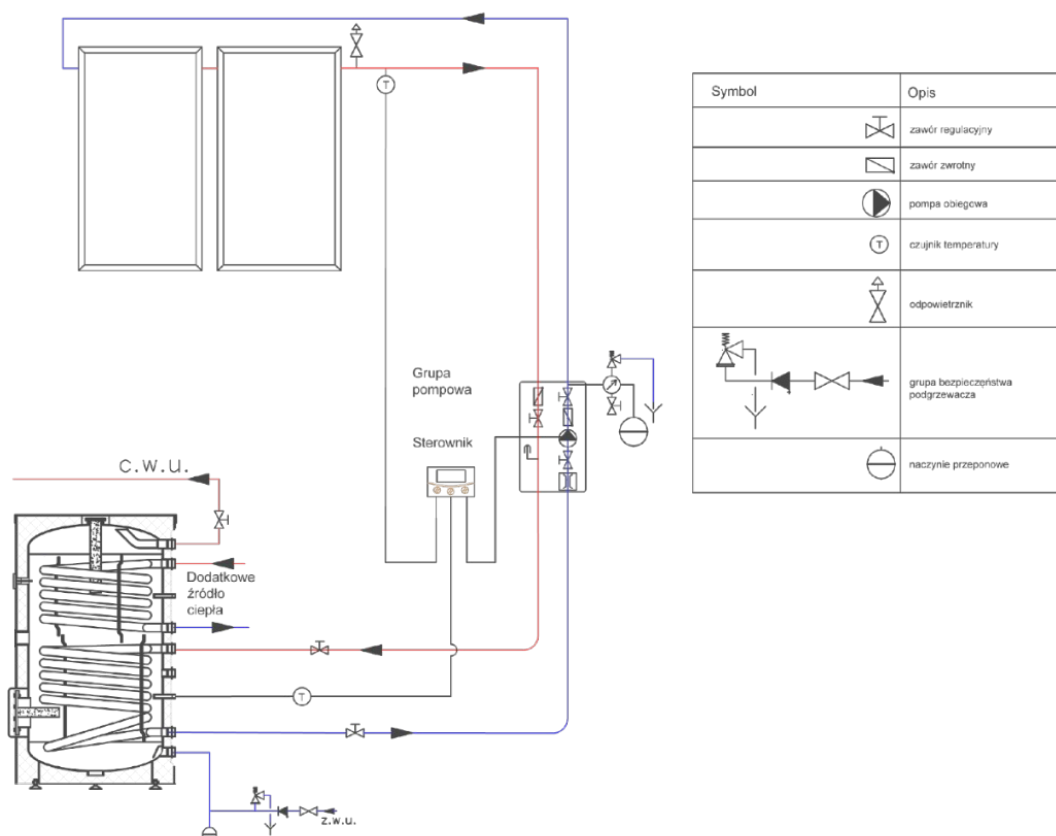 Grupa
pompowa
Sterownik
c.w.u.
Dodatkowe
źródło
ciepła
z.w.u.
T
T
Symbol Opis
zawór regulacyjny
zawór zwrotny
pompa obiegowa
T czujnik temperatury
odpowietrznik
grupa bezpieczeństwa
podgrzewacza
naczynie przeponowe